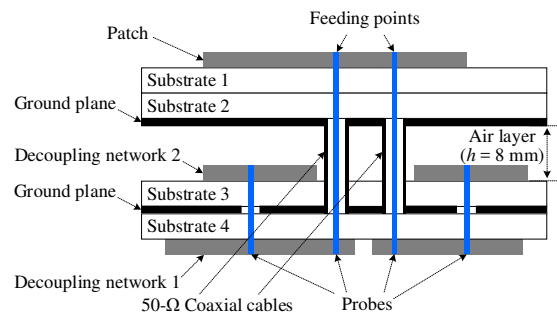 Feeding points
Patch
Substrate 1
Substrate 2
Ground plane
Air layer
(h = 8 mm)
Decoupling network 2
Ground plane
Substrate 3
Substrate 4
Decoupling network 1
50-Ω Coaxial cables
Probes